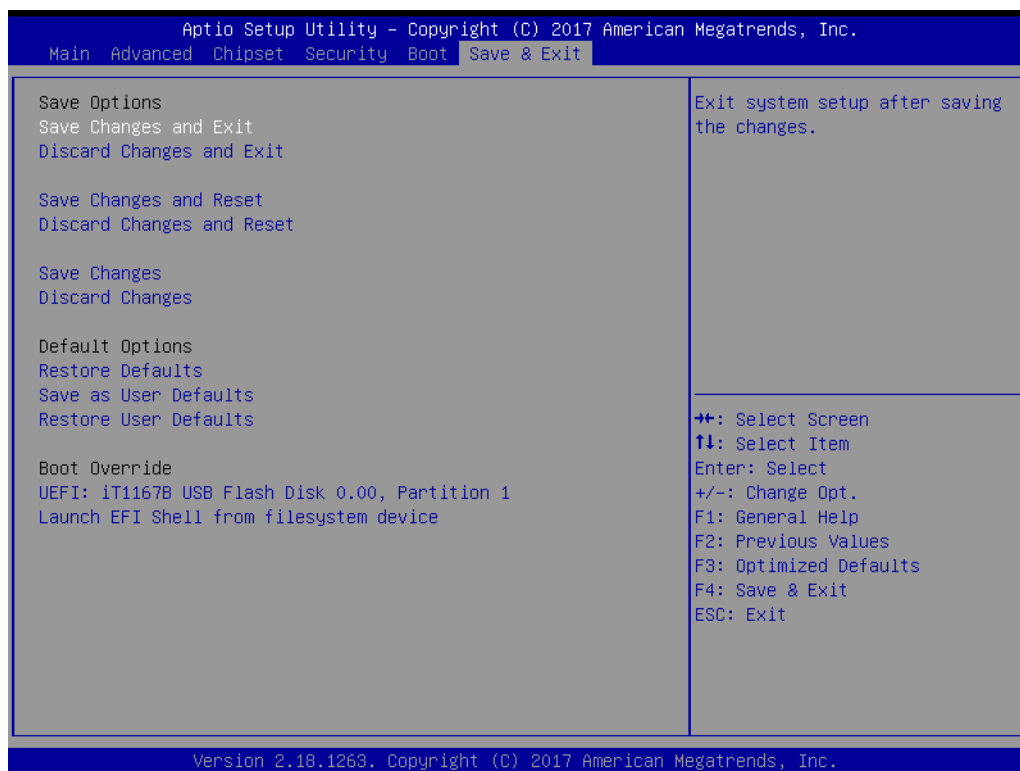 Aptio Setup Utility – Copyright (C) 2017 American Megatrends, Inc.
Main Advanced Chipset Security Boot Save & Exit
Save Options
Save Changes and Exit
Discard Changes and Exit
Save Changes and Reset
Discard Changes and Reset
Save Changes
Discard Changes
Default Options
Restore Defaults
Save as User Defaults
Restore User Defaults
Boot Override
UEFI: iT1167B USB Flash Disk 0.00, Partition 1
Launch EFI Shell from filesystem device
Exit system setup after saving
the changes.
→←: Select Screen
↑↓: Select Item
Enter: Select
+/-: Change Opt.
F1: General Help
F2: Previous Values
F3: Optimized Defaults
F4: Save & Exit
ESC: Exit
Version 2.18.1263. Copyright (C) 2017 American Megatrends, Inc.